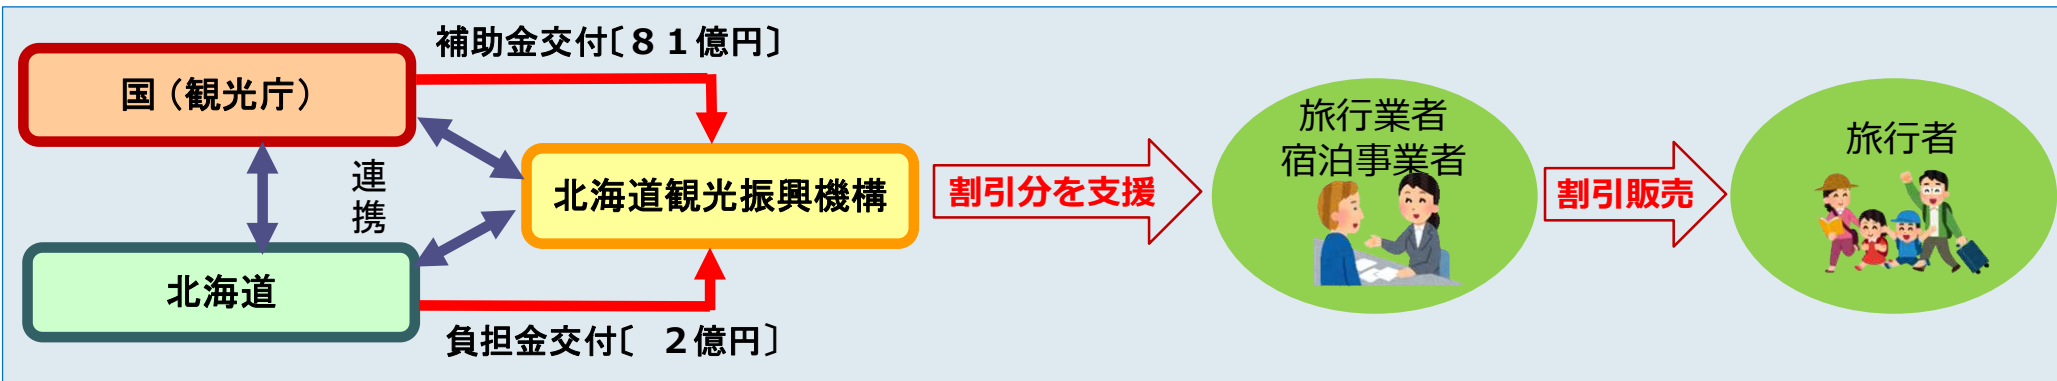 補助金交付〔８１億円〕
国（観光庁）
連
携
北海道観光振興機構
北海道
負担金交付〔　２億円〕
割引分を支援
旅行業者
宿泊事業者
割引販売
旅行者